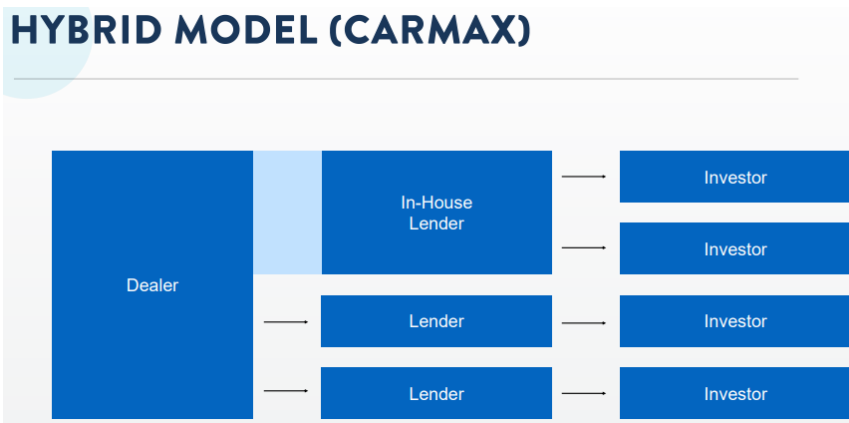 HYBRID MODEL (CARMAX)
Dealer
In-House
Lender
Lender
Lender
Investor
Investor
Investor
Investor